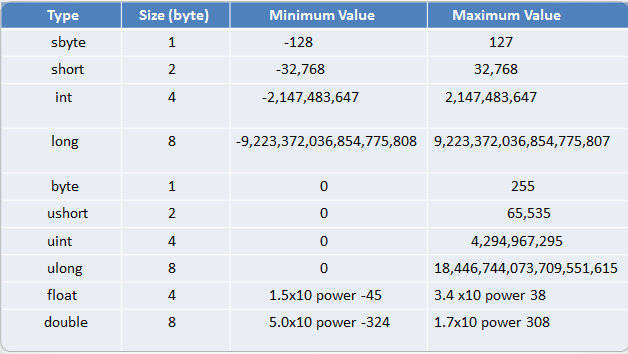 Type Size (byte) Minimum Value Maximum Value
sbyte 1 -128 127
short 2 -32,768 32,768
int 4 -2,147,483,647 2,147,483,647
long 8 -9,223,372,036,854,775,808 9,223,372,036,854,775,807
byte 1 0 255
ushort 2 0 65,535
uint 4 0 4,294,967,295
ulong 8 0 18,446,744,073,709,551,615
float 4 1.5x10 power -45 3.4 x10 power 38
double 8 5.0x10 power -324 1.7x10 power 308